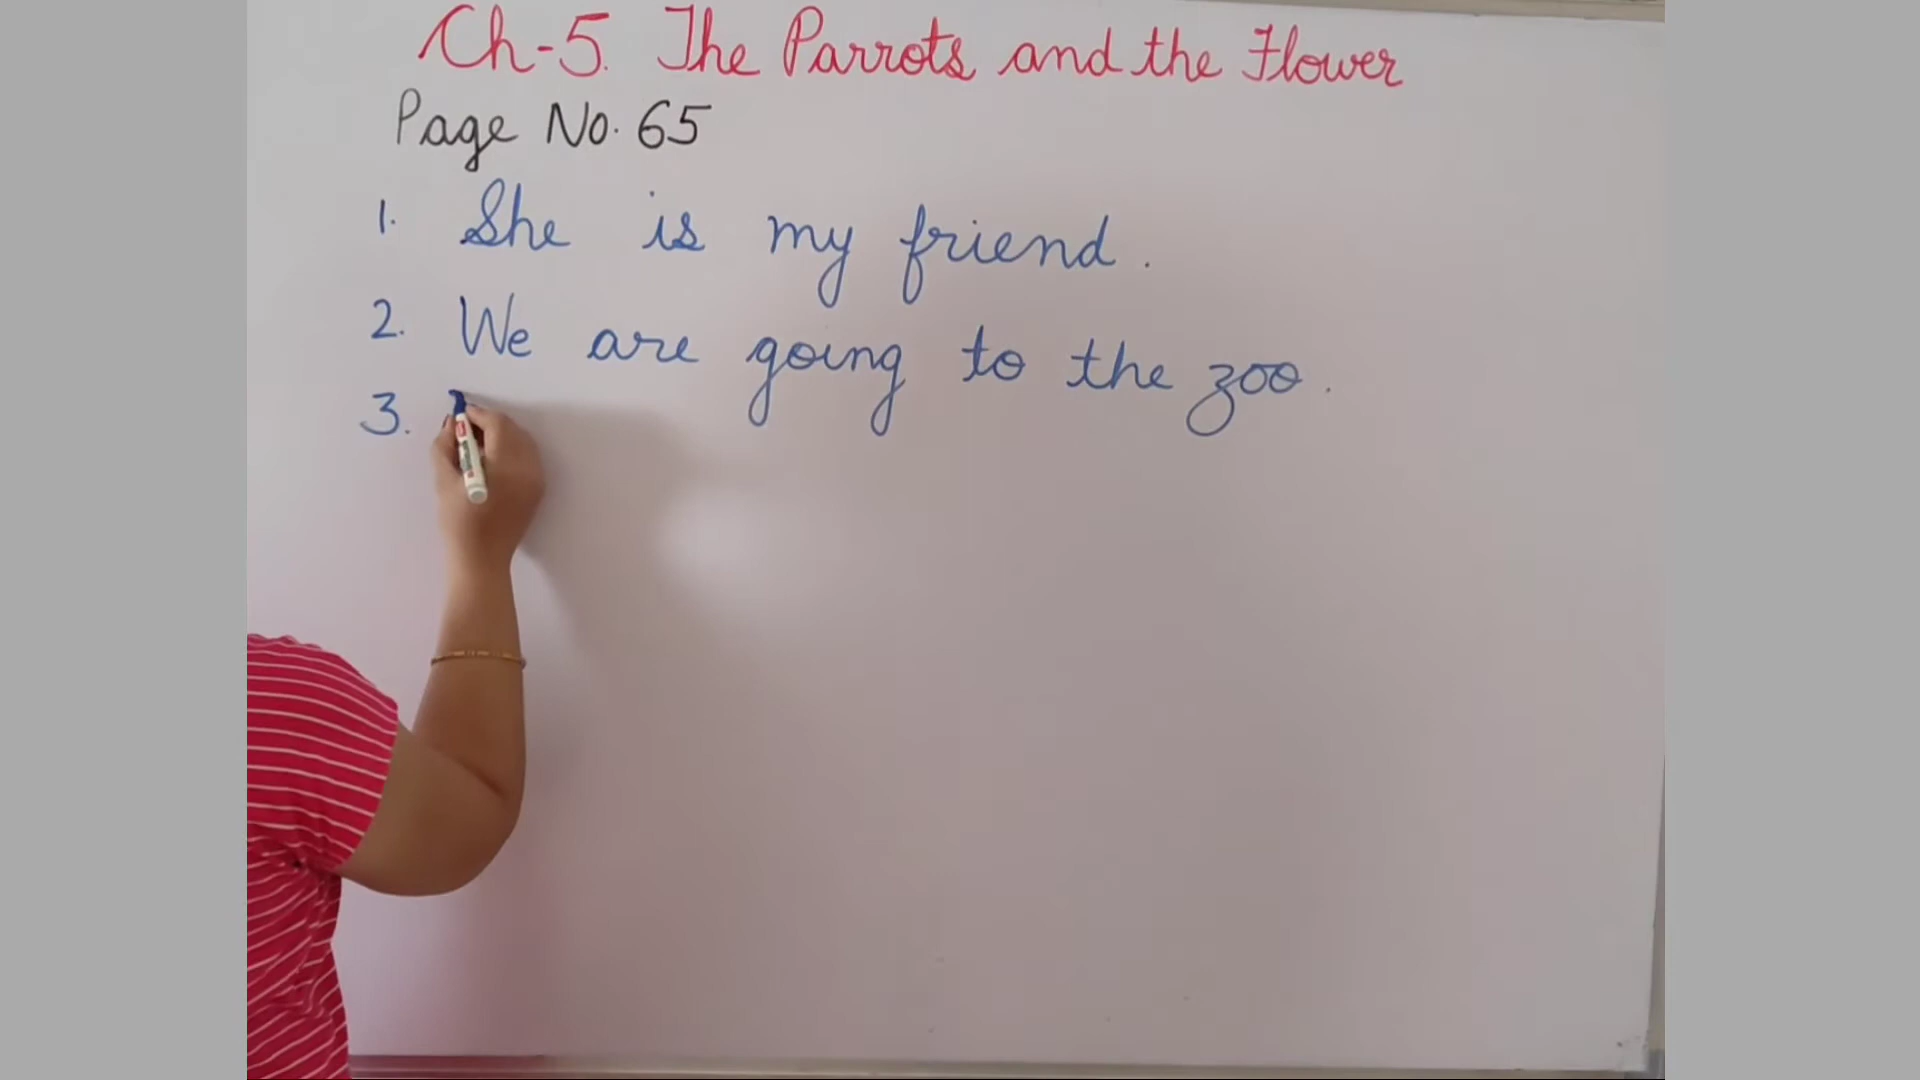 Ch-5. The Parrots and the Flower
Page No. 65
1. She is my friend.
2. We are going to the zoo.
3.